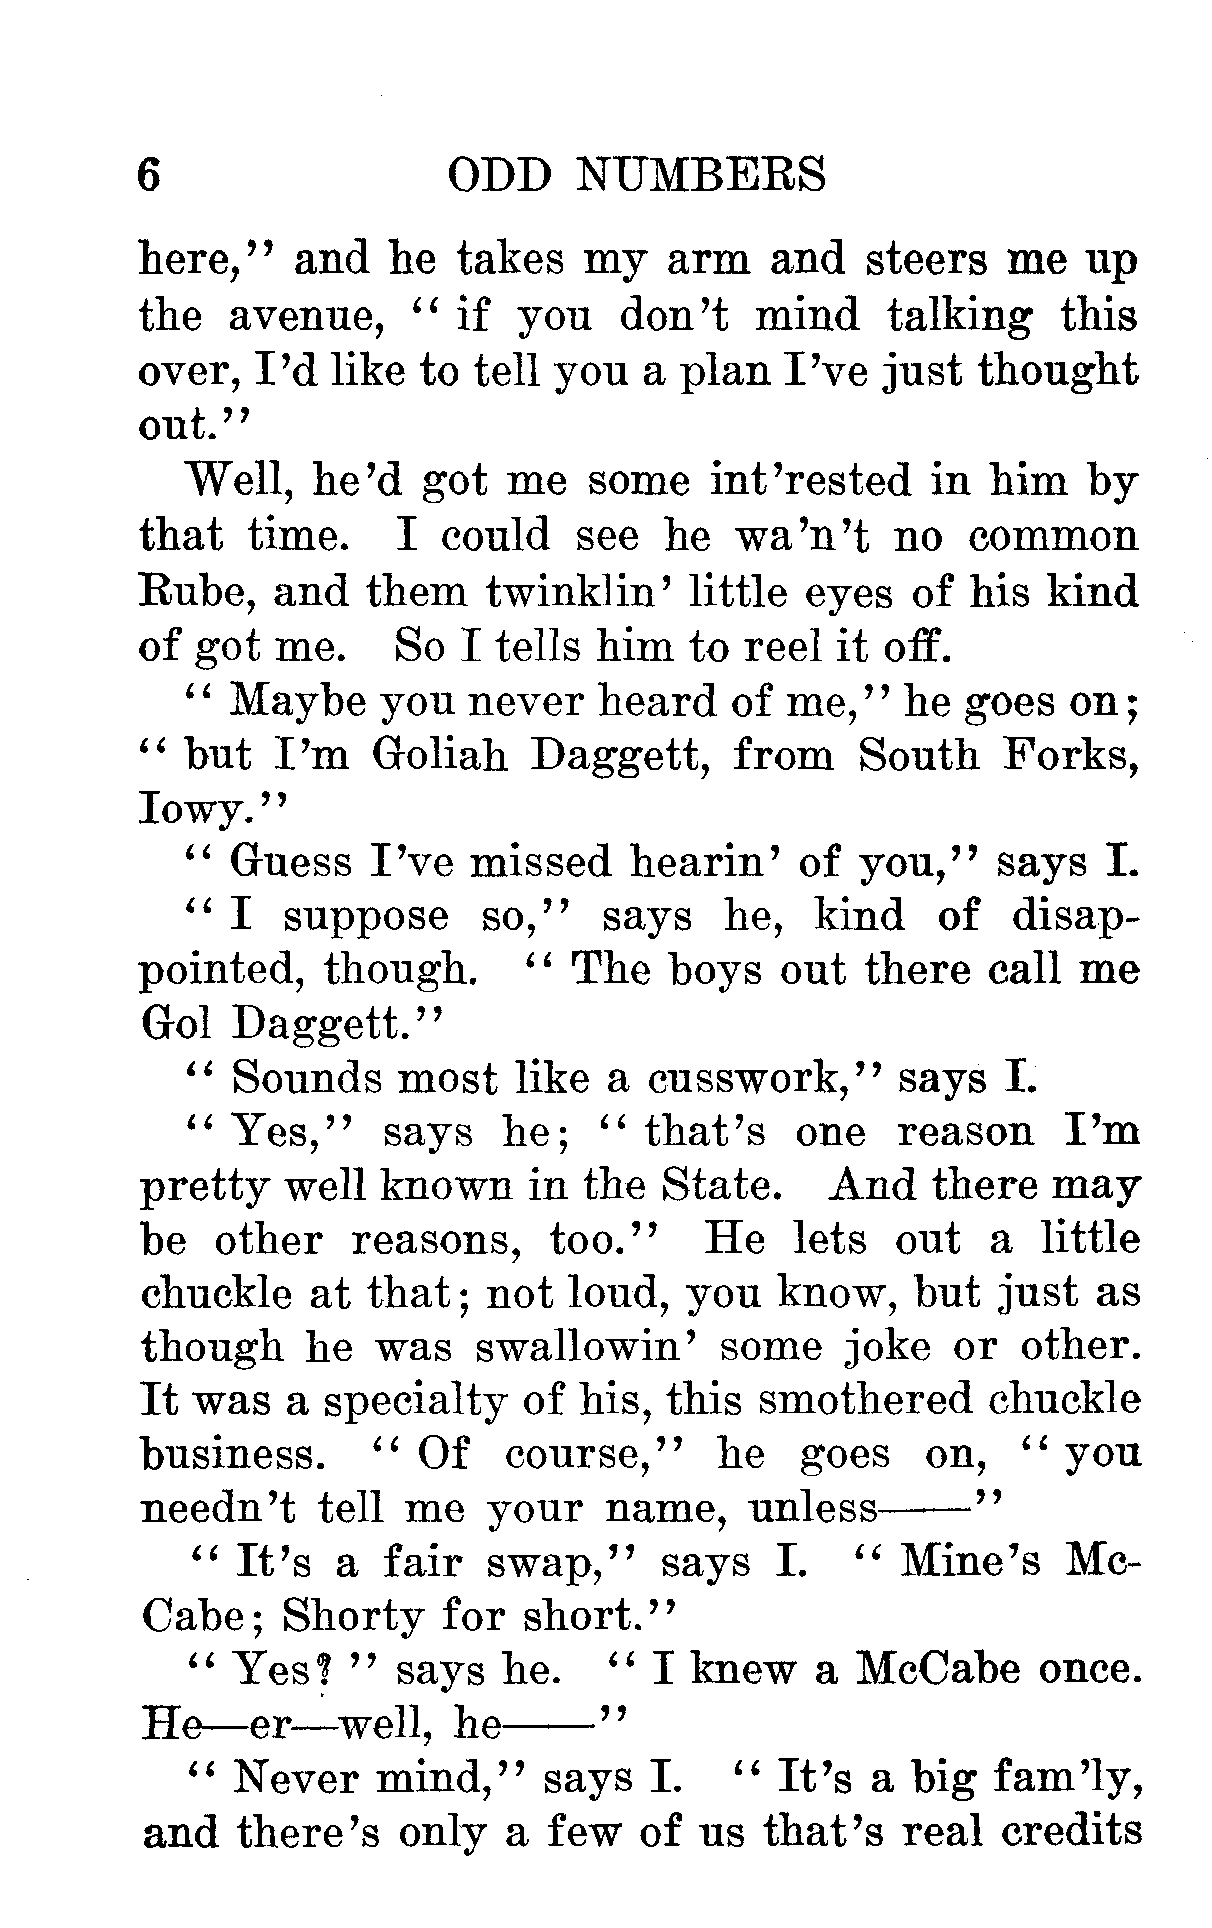 6 ODD NUMBERS
here,'' and he takes my arm and steers me up
the avenue, `` if you don't mind talking this
over, I'd like to tell you a plan I've just thought
out.''
Well, he'd got me some int'rested in him by
that time. I could see he wa'n't no common
Rube, and them twinklin' little eyes of his kind
of got me. So I tells him to reel it off.
`` Maybe you never heard of me,'' he goes on;
`` but I'm Goliah Daggett, from South Forks,
Iowy.''
`` Guess I've missed hearin' of you,'' says I.
`` I suppose so,'' says he, kind of disap-
pointed, though. `` The boys out there call me
Gol Daggett.''
`` Sounds most like a cusswork,'' says I.
`` Yes,'' says he; `` that's one reason I'm
pretty well known in the State. And there may
be other reasons, too.'' He lets out a little
chuckle at that; not loud, you know, but just as
though he was swallowin' some joke or other.
It was a specialty of his, this smothered chuckle
business. `` Of course,'' he goes on, `` you
needn't tell me your name, unless——''
`` It's a fair swap,'' says I. `` Mine's Mc-
Cabe; Shorty for short.''
`` Yes? '' says he. `` I knew a McCabe once.
He—er—well, he——''
`` Never mind,'' says I. `` It's a big fam'ly,
and there's only a few of us that's real credits